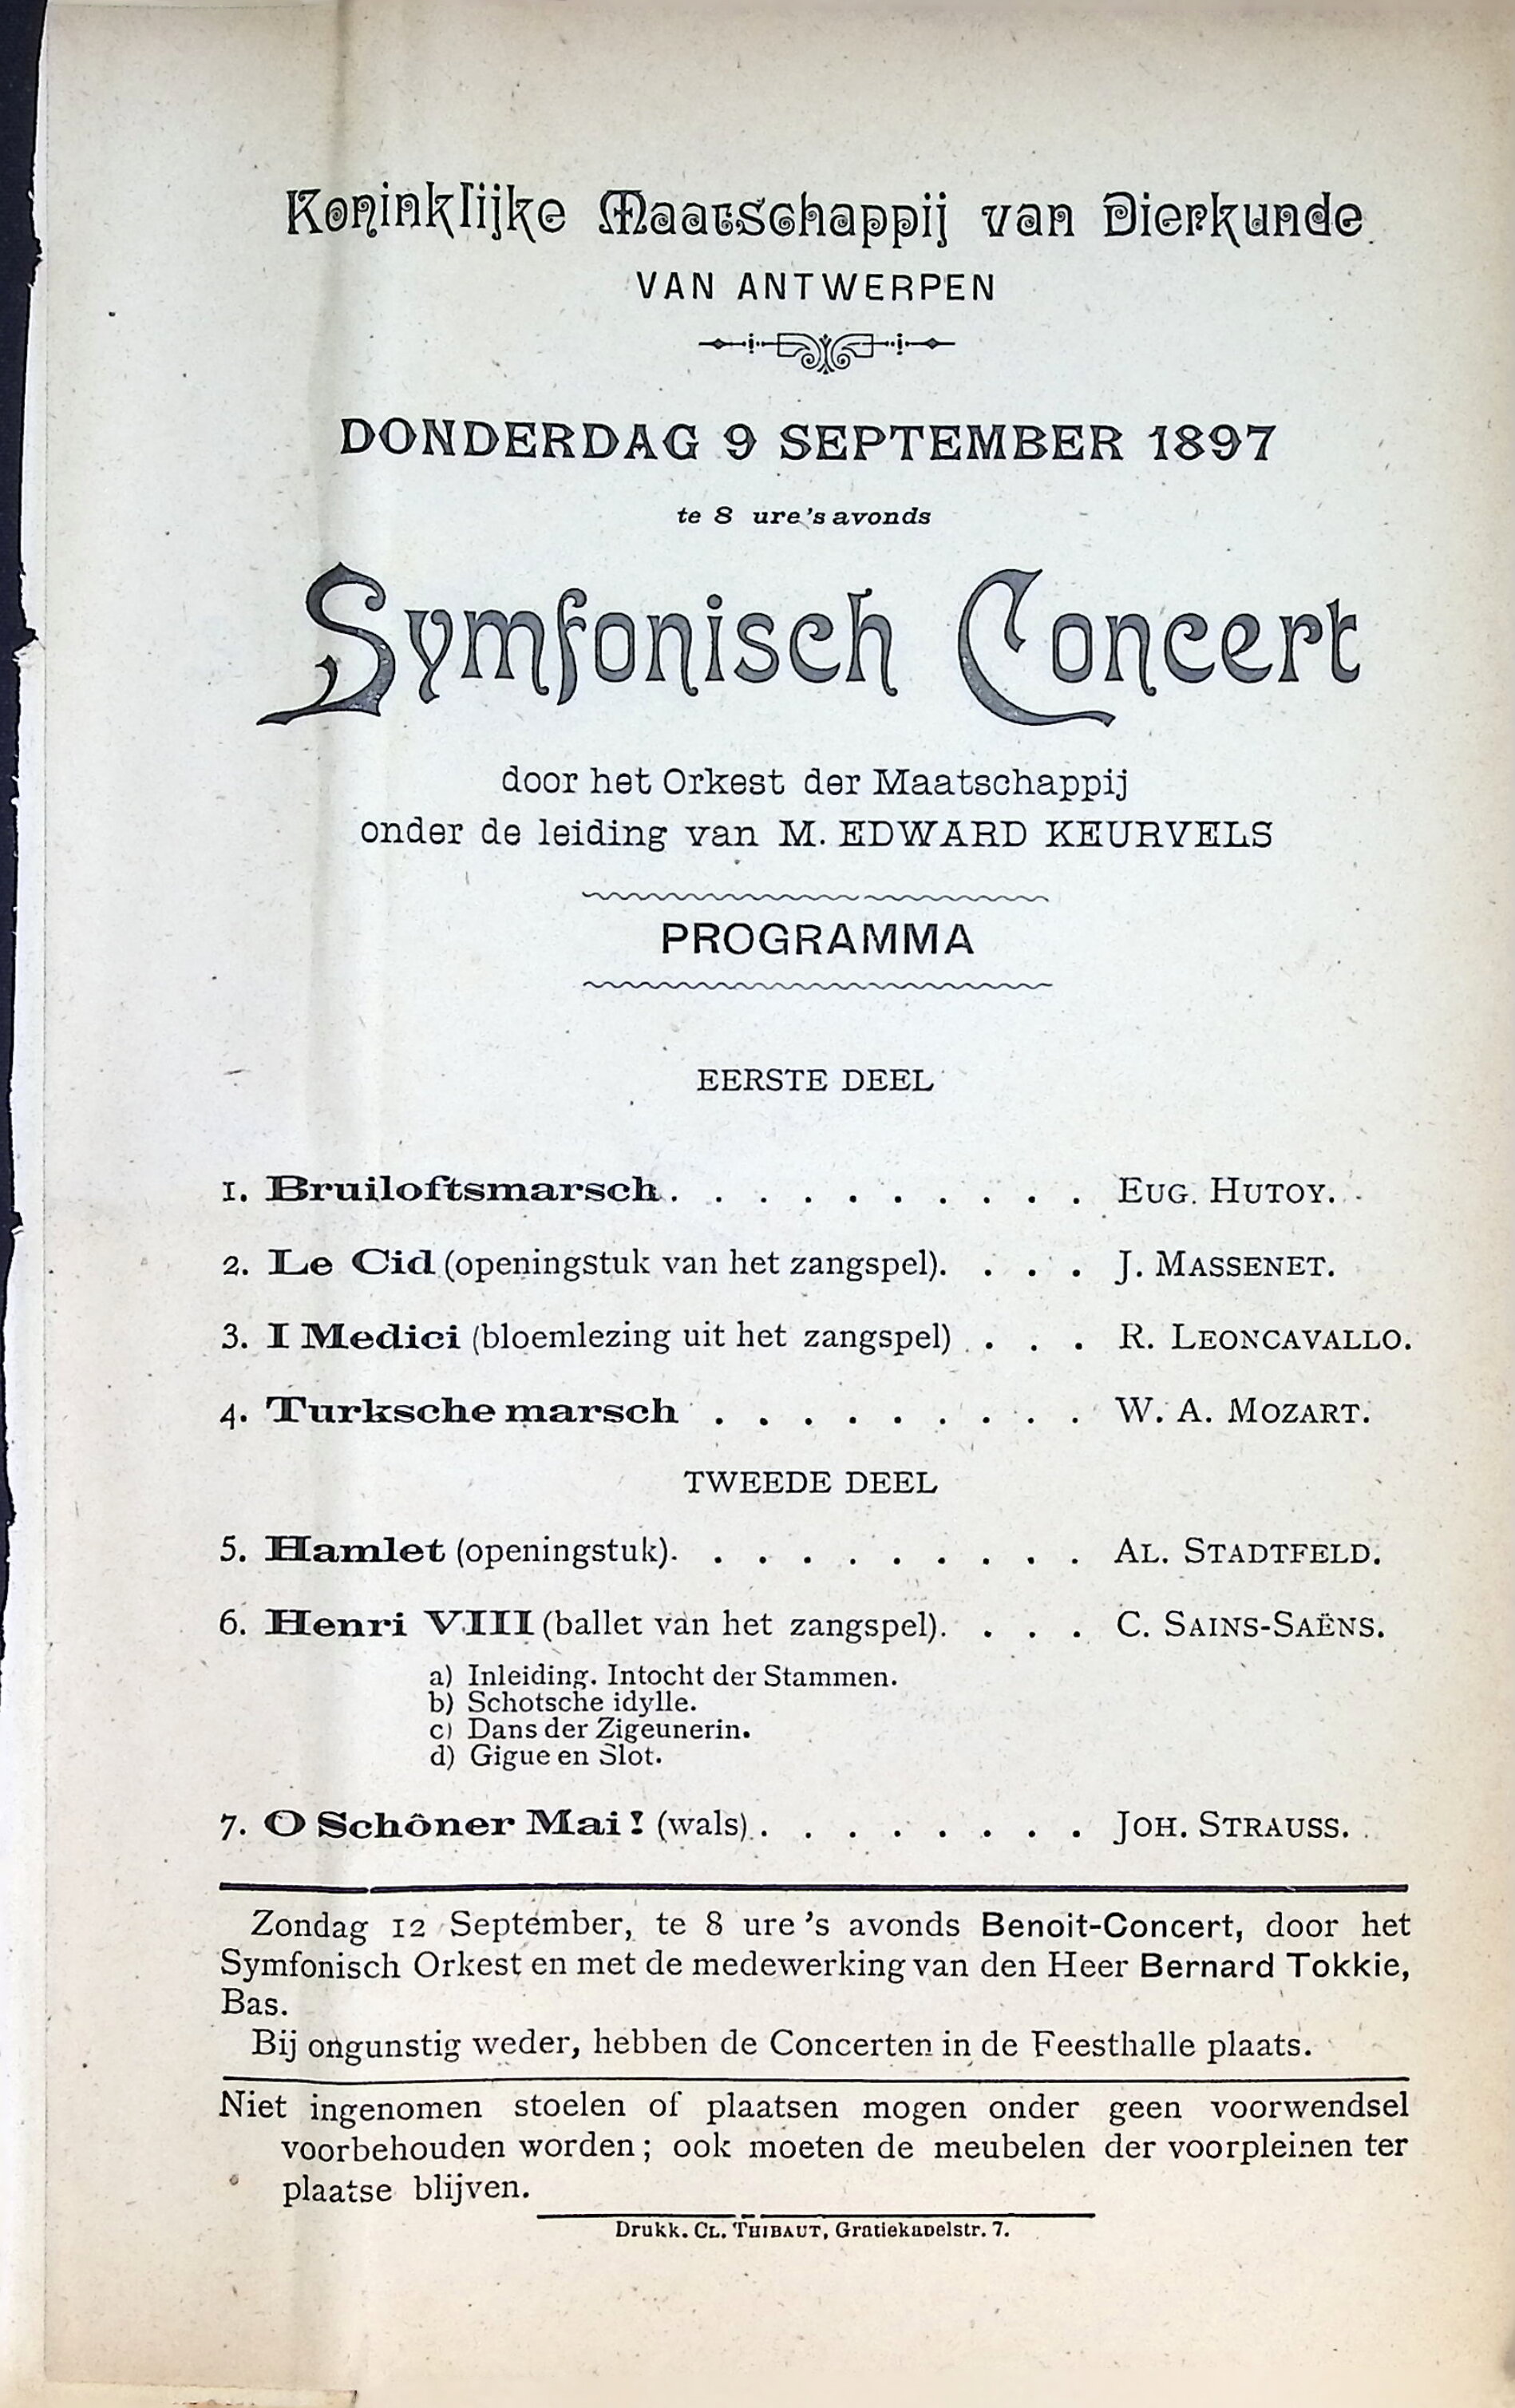 Koninklijke Maatschappij van Dierkunde
VAN ANTWERPEN
DONDERDAG 9 SEPTEMBER 1897
te 8 ure 's avonds
Symfonisch Concert
door het Orkest der Maatschappij
onder de leiding van M. EDWARD KEURVELS
PROGRAMMA
EERSTE DEEL
1. Bruiloftsmarsch . . . . . . . . . . EUG. HUTOY.
2. Le Cid (openingstuk van het zangspel). . . . J. MASSENET.
3. I Medici (bloemlezing uit het zangspel) . . . R. LEONCAVALLO.
4. Turksche marsch . . . . . . . . . W. A. MOZART.
TWEEDE DEEL
5. Hamlet (openingstuk). . . . . . . . . . AL. STADTFELD.
6. Henri VIII (ballet van het zangspel). . . . C. SAINS-SAËNS.
a) Inleiding. Intocht der Stammen.
b) Schotsche idylle.
c) Dans der Zigeunerin.
d) Gigue en Slot.
7. O Schôner Mai! (wals) . . . . . . . . JOH. STRAUSS.
Zondag 12 September, te 8 ure 's avonds Benoit-Concert, door het
Symfonisch Orkest en met de medewerking van den Heer Bernard Tokkie,
Bas.
Bij ongunstig weder, hebben de Concerten in de Feesthalle plaats.
Niet ingenomen stoelen of plaatsen mogen onder geen voorwendsel
voorbehouden worden; ook moeten de meubelen der voorpleinen ter
plaatse blijven.
Drukk. CL. THIBAUT, Gratiekapelstr. 7.